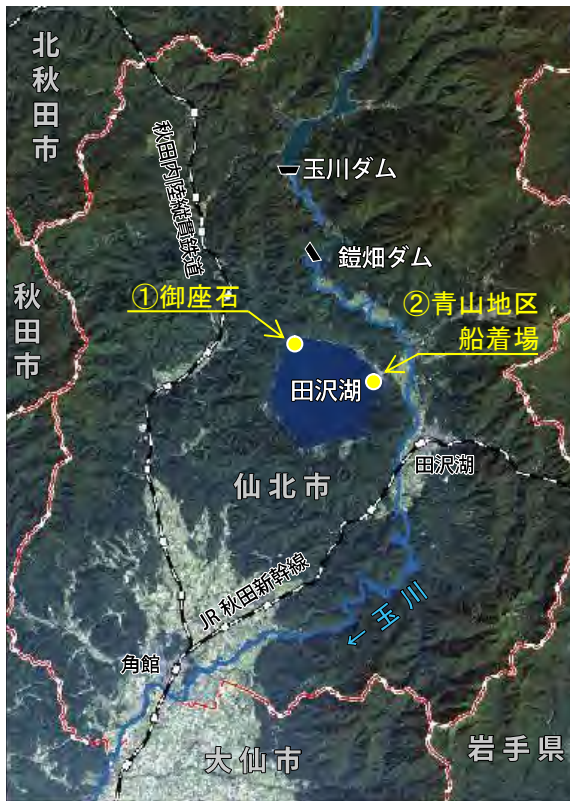 北秋田市
玉川ダム
秋田内陸縦貫鉄道
鎧畑ダム
秋田市
①御座石
②青山地区
船着場
田沢湖
田沢湖
仙北市
JR 秋田新幹線
←玉川
角館
大仙市
岩手県